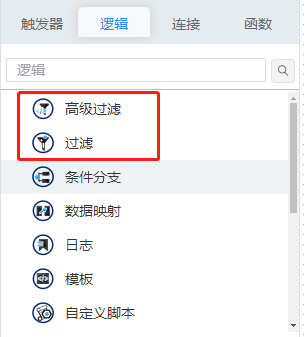 触发器 逻辑 连接 函数
逻辑
高级过滤
过滤
条件分支
数据映射
日志
模板
自定义脚本